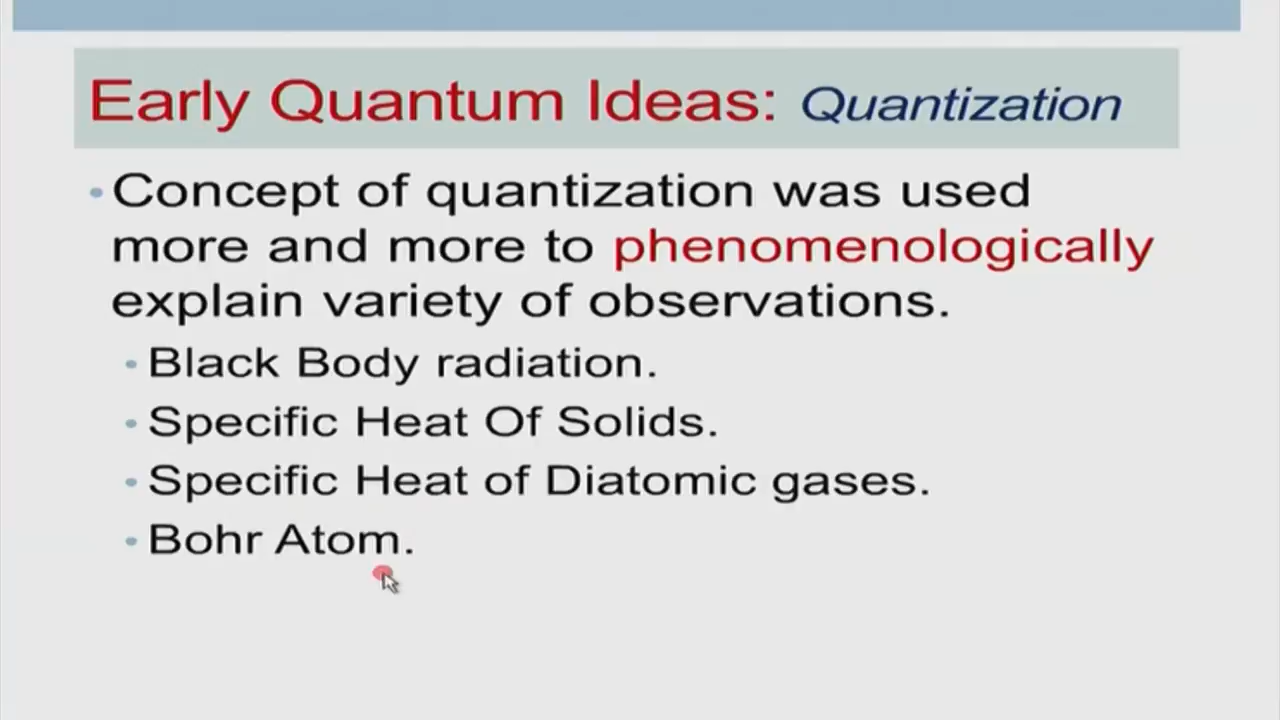 Early Quantum Ideas: Quantization
• Concept of quantization was used
more and more to phenomenologically
explain variety of observations.
• Black Body radiation.
• Specific Heat Of Solids.
• Specific Heat of Diatomic gases.
• Bohr Atom.